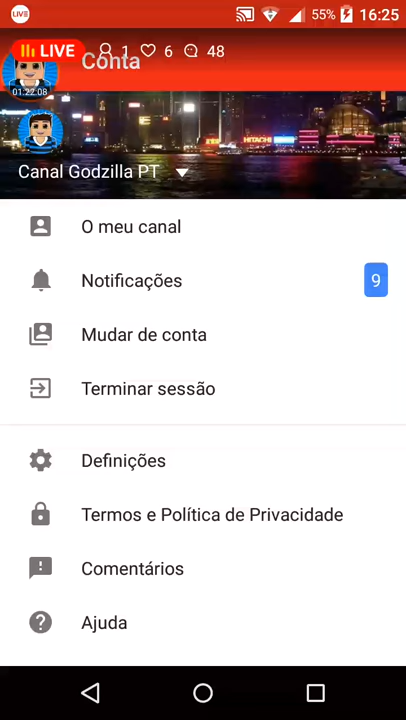 LIVE 55% 16:25
LIVE 1 6 48
Conta
01:22:08
HITACHI
Canal Godzilla PT
O meu canal
Notificações 9
Mudar de conta
Terminar sessão
Definições
Termos e Política de Privacidade
Comentários
Ajuda